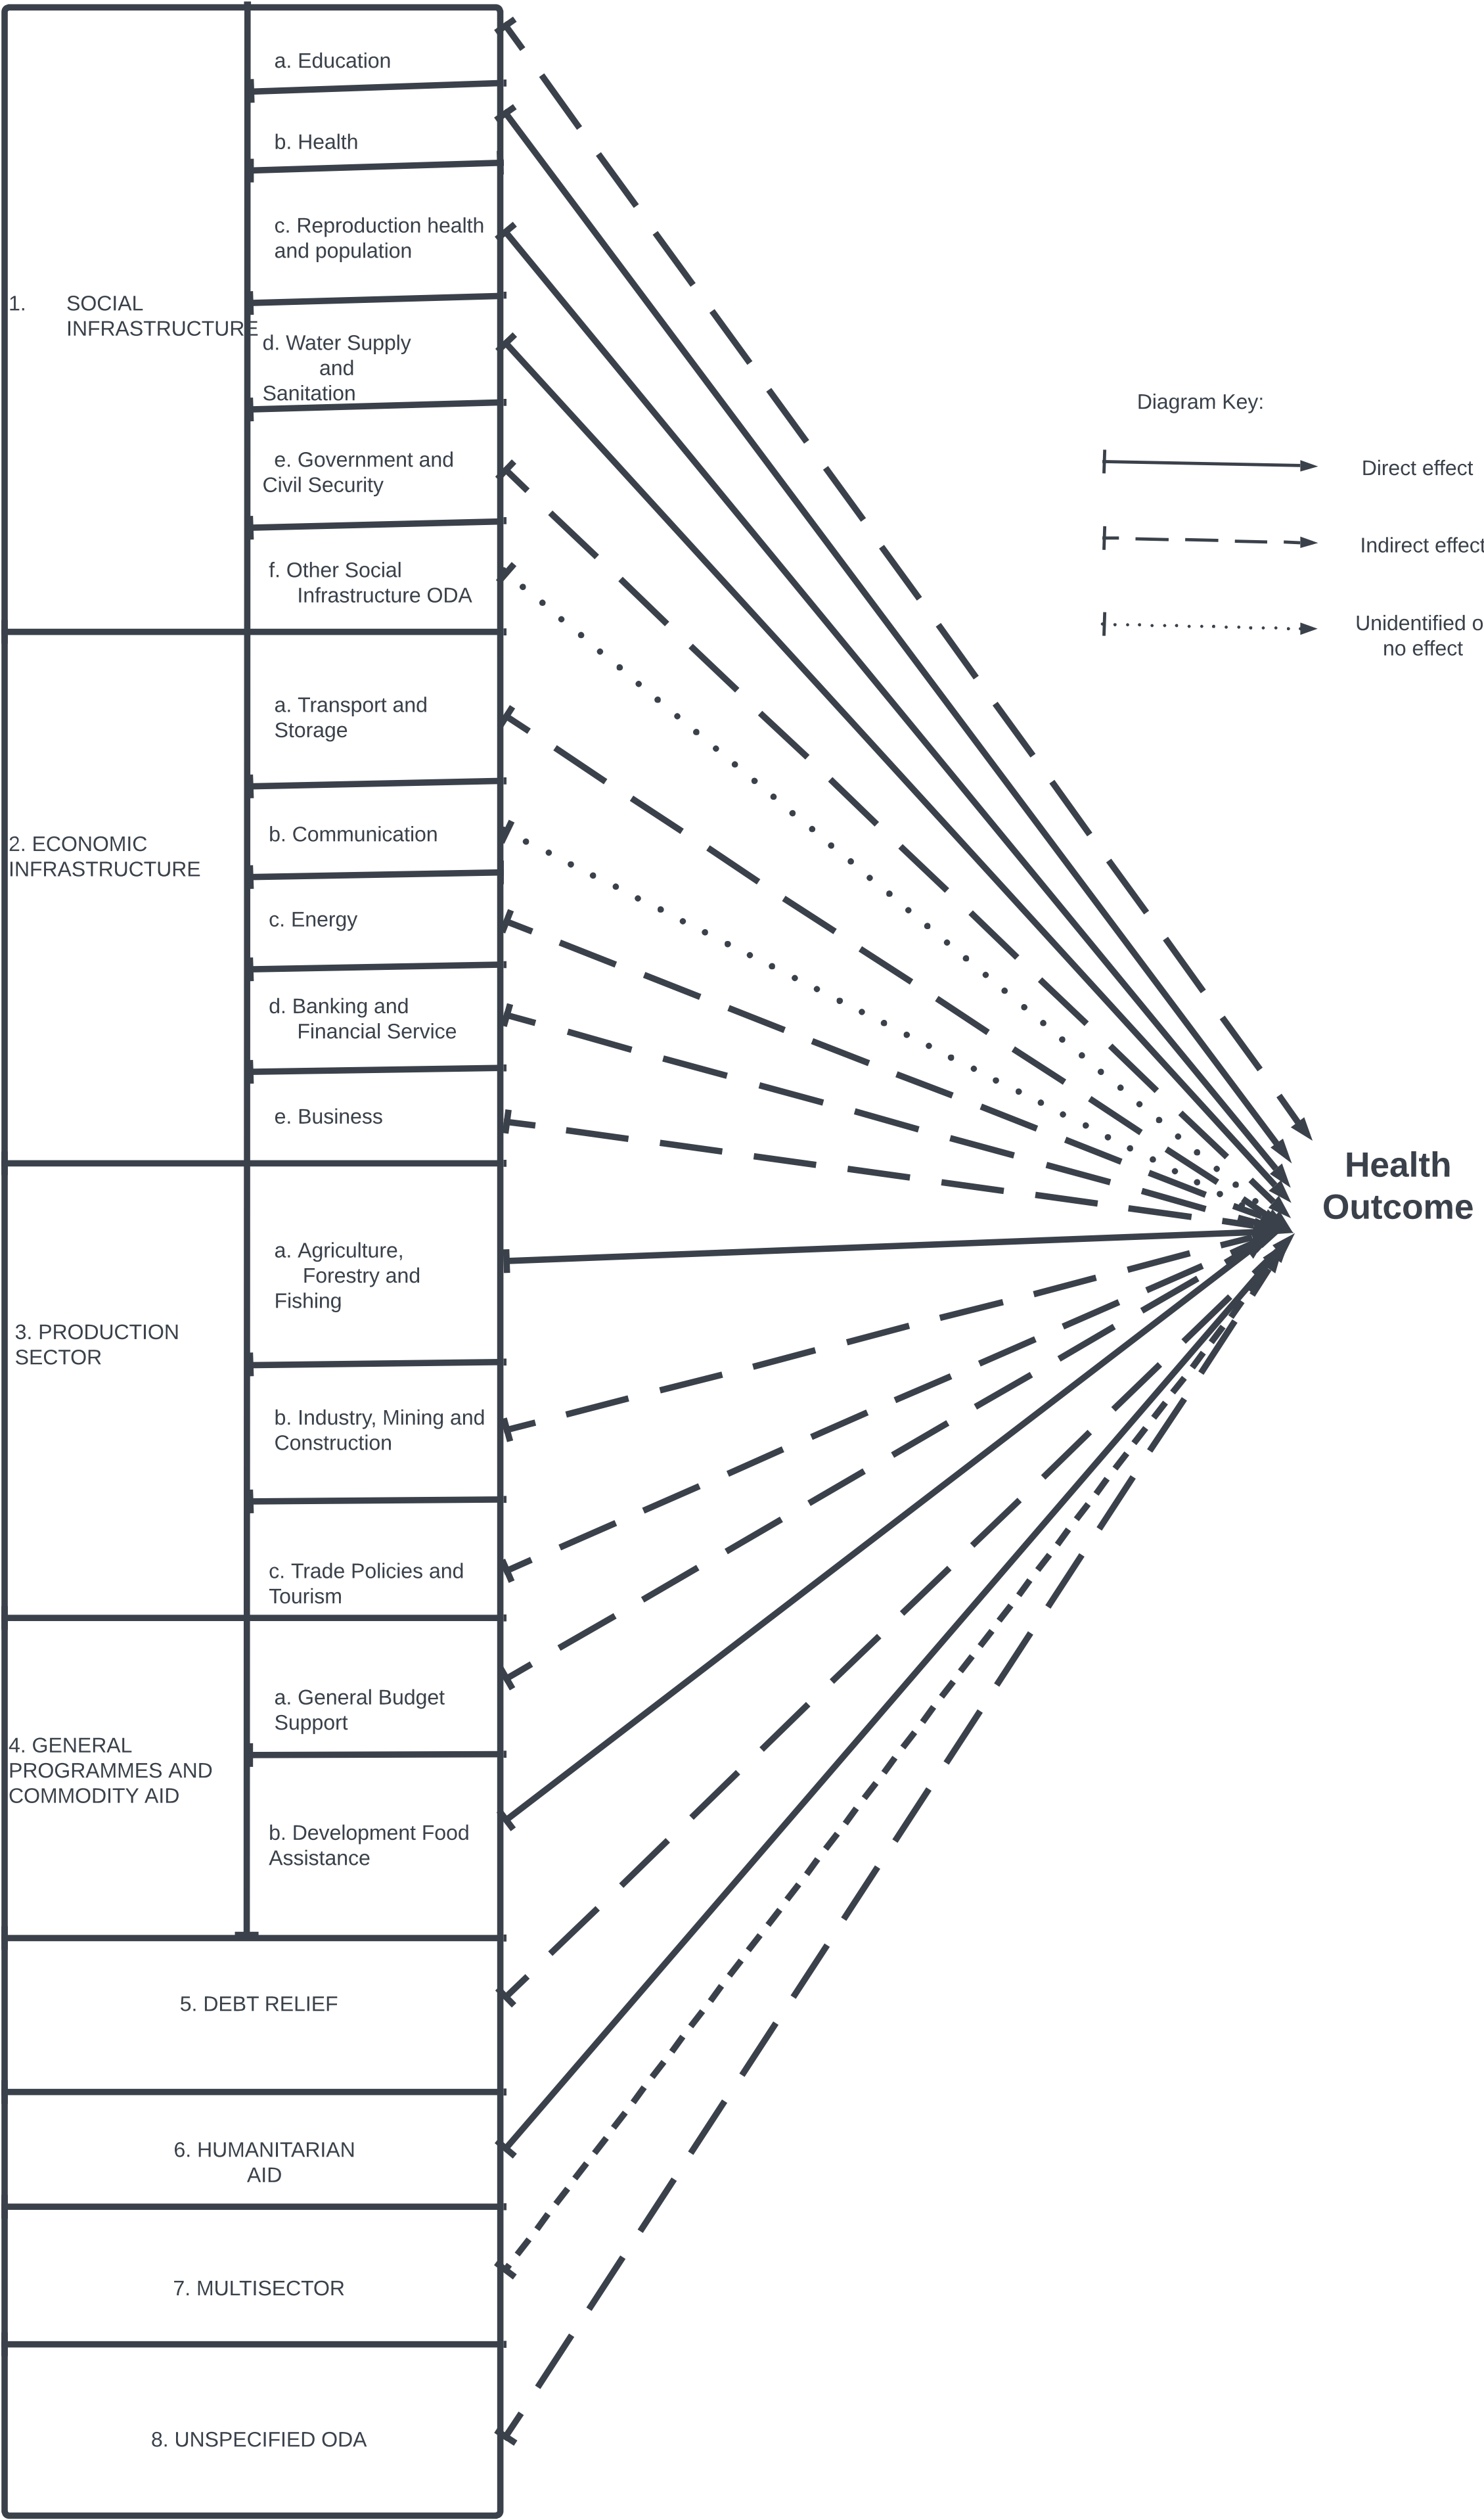 a. Education
b. Health
c. Reproduction health
and population
1. SOCIAL
INFRASTRUCTURE
d. Water Supply
and
Sanitation
e. Government and
Civil Security
f. Other Social
Infrastructure ODA
a. Transport and
Storage
b. Communication
2. ECONOMIC
INFRASTRUCTURE
c. Energy
d. Banking and
Financial Service
e. Business
a. Agriculture,
Forestry and
Fishing
3. PRODUCTION
SECTOR
b. Industry, Mining and
Construction
c. Trade Policies and
Tourism
a. General Budget
Support
4. GENERAL
PROGRAMMES AND
COMMODITY AID
b. Development Food
Assistance
5. DEBT RELIEF
6. HUMANITARIAN
AID
7. MULTISECTOR
8. UNSPECIFIED ODA
Diagram Key:
Direct effect
Indirect effect
Unidentified o
no effect
Health
Outcome